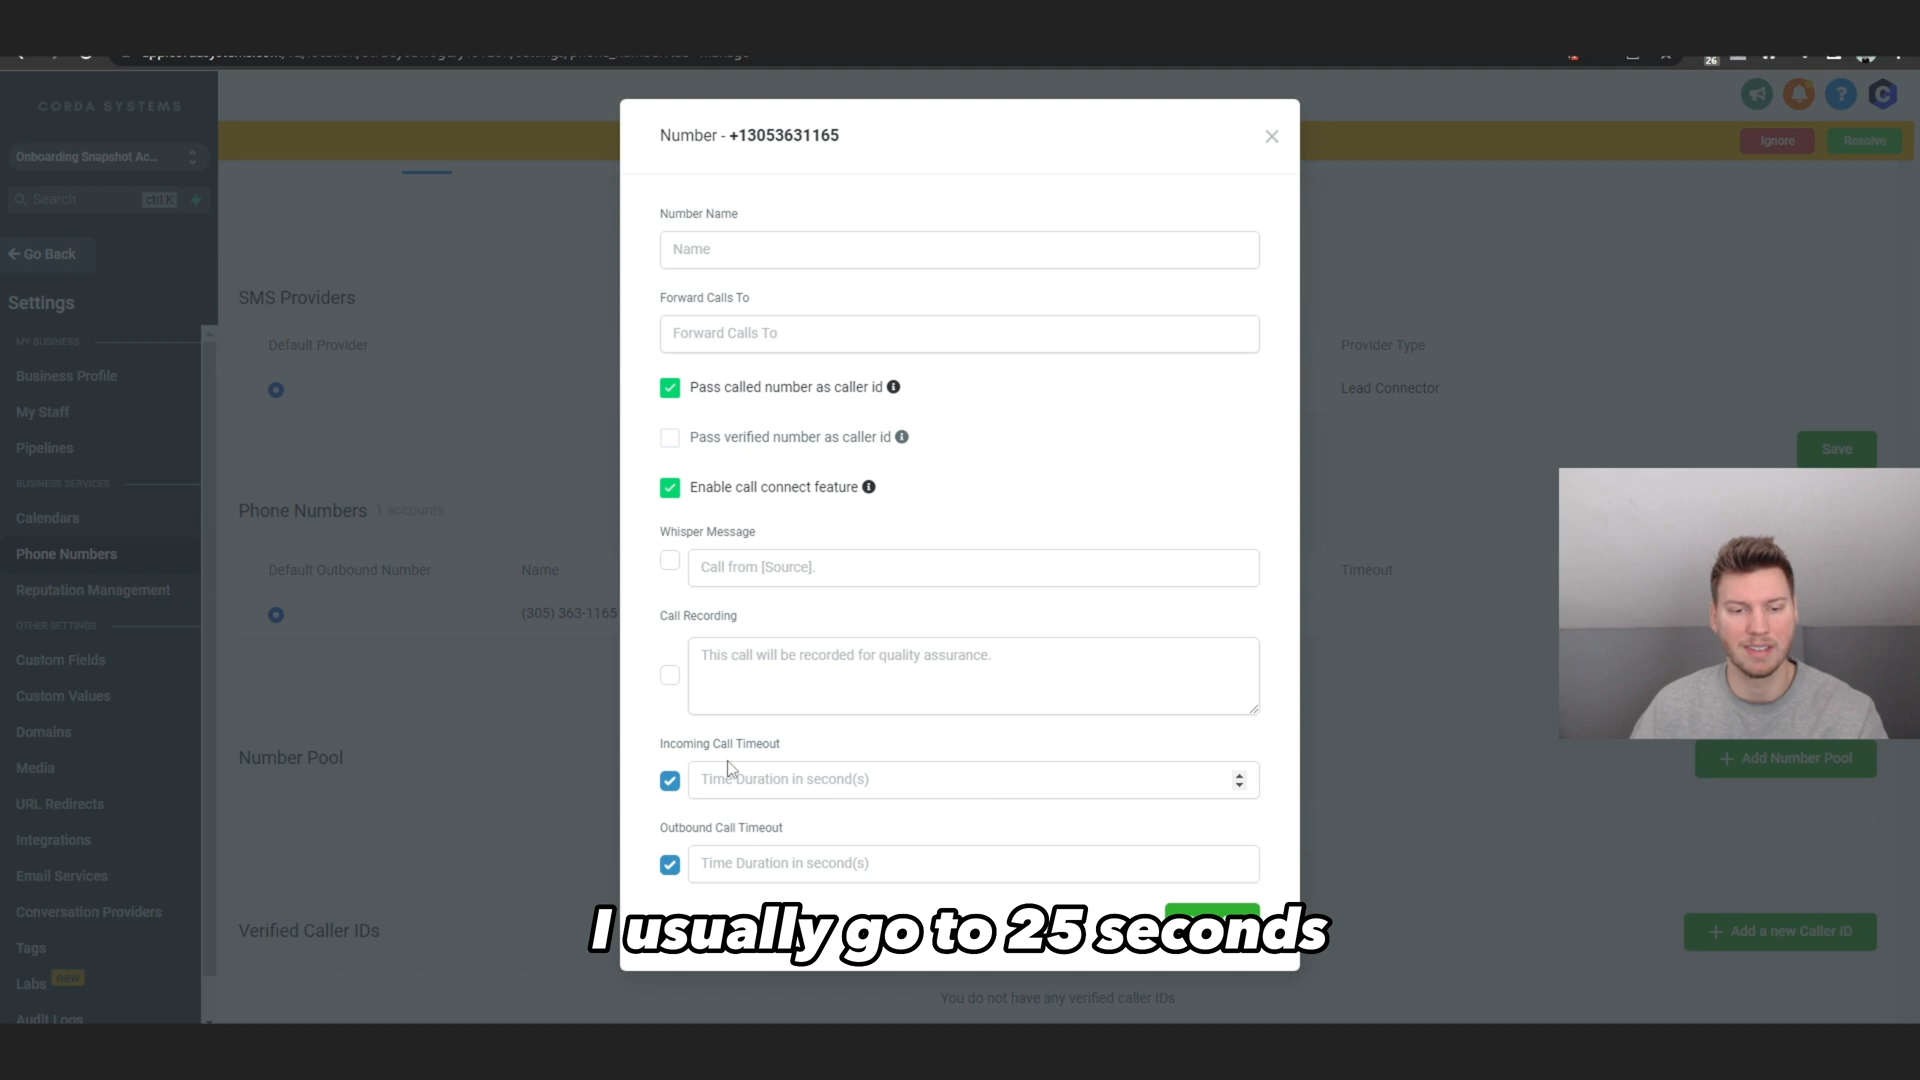 26
CORDA SYSTEMS
Onboarding Snapshot Ac...
Search
ctrl K
Go Back
Settings
MY BUSINESS
Business Profile
My Staff
Pipelines
BUSINESS SERVICES
Calendars
Phone Numbers
Reputation Management
OTHER SETTINGS
Custom Fields
Custom Values
Domains
Media
URL Redirects
Integrations
Email Services
Conversation Providers
Tags
Labs new
Audit Logs
Ignore
Resolve
SMS Providers
Default Provider
Provider Type
Lead Connector
Save
Phone Numbers 1 accounts
Default Outbound Number
Name
Timeout
(305) 363-1165
Number Pool
+ Add Number Pool
Verified Caller IDs
+ Add a new Caller ID
You do not have any verified caller IDs
Number - +13053631165
Number Name
Name
Forward Calls To
Forward Calls To
Pass called number as caller id
Pass verified number as caller id
Enable call connect feature
Whisper Message
Call from [Source].
Call Recording
This call will be recorded for quality assurance.
Incoming Call Timeout
Time Duration in second(s)
Outbound Call Timeout
Time Duration in second(s)
I usually go to 25 seconds